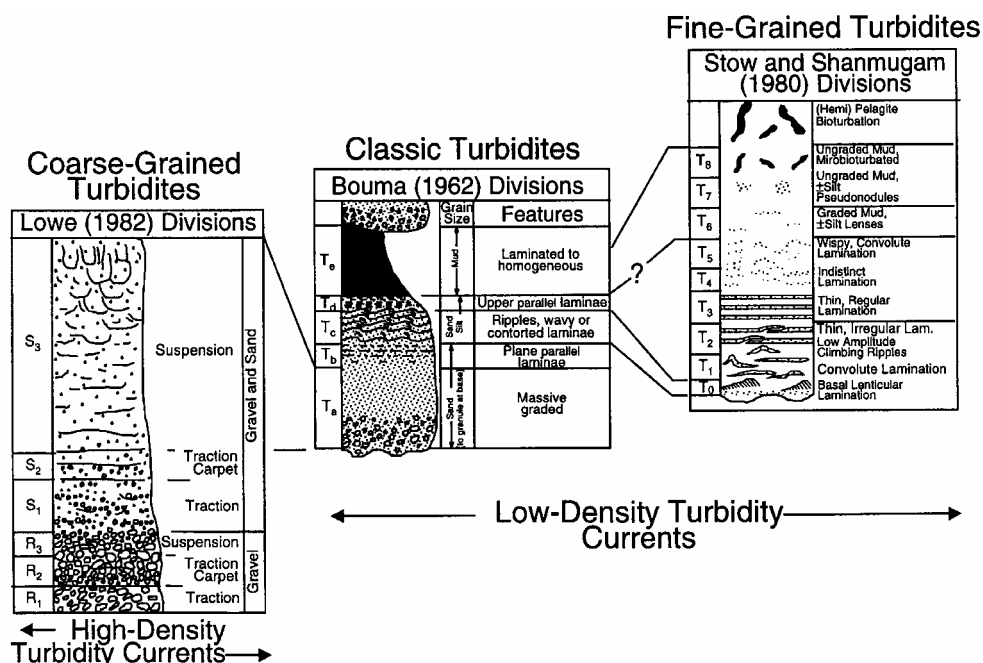 Coarse-Grained
Turbidites
Lowe (1982) Divisions
S3
S2
S1
R3
R2
R1
Suspension
Traction
Carpet
Traction
Suspension
Traction
Carpet
Traction
Gravel and Sand
Gravel
High-Density
Turbidity Currents
Classic Turbidites
Bouma (1962) Divisions
Grain
Size
Features
Te
Mud
Laminated to
homogeneous
Td
Upper parallel laminae
Tc
Sand
Silt
Ripples, wavy or
contorted laminae
Tb
Plane parallel
laminae
Ta
Sand
(to granule at base)
Massive
graded
?
Low-Density Turbidity
Currents
Fine-Grained Turbidites
Stow and Shanmugam
(1980) Divisions
(Hemi) Pelagite
Bioturbation
T8
Ungraded Mud,
Mirobioturbated
T7
Ungraded Mud,
±Silt
Pseudonodules
T6
Graded Mud,
±Silt Lenses
T5
Wispy, Convolute
Lamination
T4
Indistinct
Lamination
T3
Thin, Regular
Lamination
T2
Thin, Irregular Lam.
Low Amplitude
Climbing Ripples
T1
Convolute Lamination
T0
Basal Lenticular
Lamination